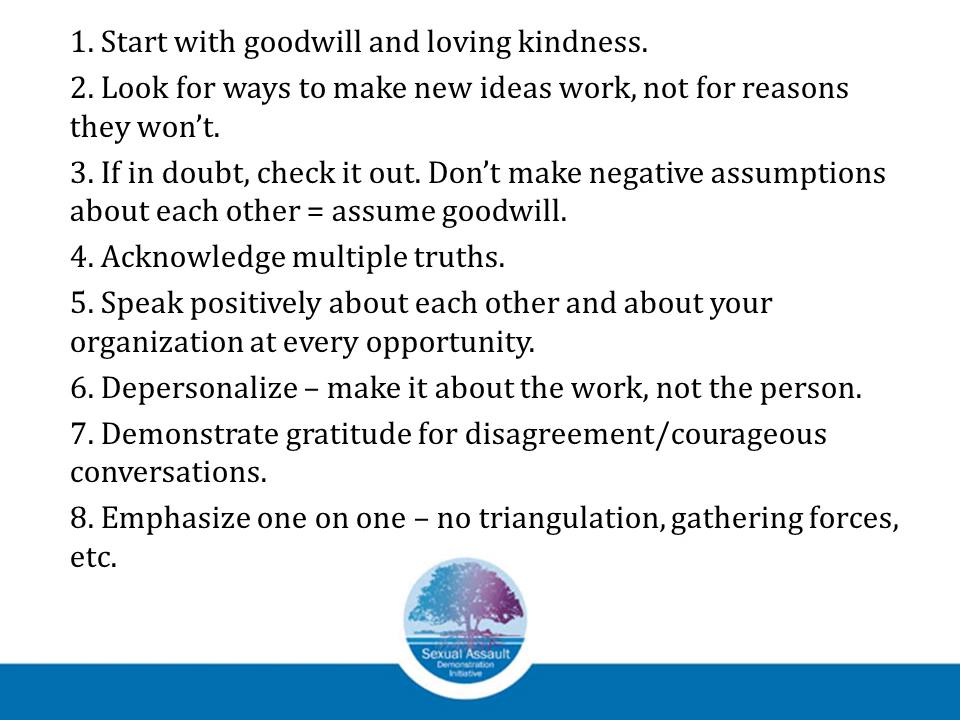 1. Start with goodwill and loving kindness.
2. Look for ways to make new ideas work, not for reasons
they won’t.
3. If in doubt, check it out. Don’t make negative assumptions
about each other = assume goodwill.
4. Acknowledge multiple truths.
5. Speak positively about each other and about your
organization at every opportunity.
6. Depersonalize – make it about the work, not the person.
7. Demonstrate gratitude for disagreement/courageous
conversations.
8. Emphasize one on one – no triangulation, gathering forces,
etc.
Sexual Assault
Demonstration
Initiative